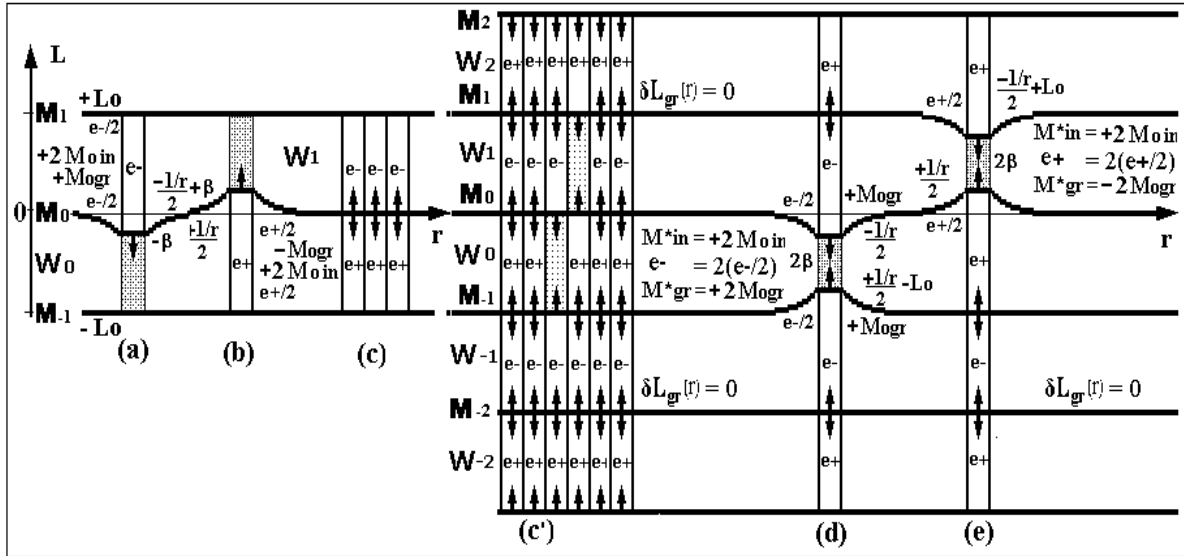 L
M1
+Lo
e-/2
+2 Mo in
+Mogr
e-/2
e-
-1/r
2
+β
W1
e- e- e-
0
M0
r
-β
+1/r
2
e+/2
-Mogr
+2 Mo in
e+/2
W0
e+
e+ e+ e+
M-1
-Lo
(a)
(b)
(c)
M2
W2
e+ e+ e+ e+ e+ e+
M1
δLgr(r) = 0
W1
e- e- e- e- e-
M0
W0
e+ e+ e+ e+ e+
M-1
W-1
e- e- e- e- e- e-
M-2
δLgr(r) = 0
W-2
e+ e+ e+ e+ e+ e+
(c')
e+
e-
e-/2
+Mogr
M*in = +2 Mo in
e- = 2(e-/2)
M*gr = +2 Mogr
2β
-1/r
2
+1/r
2
-Lo
e-/2
+Mogr
e-
e+
(d)
e+
e+/2
-1/r
2
+Lo
M*in = +2 Mo in
e+ = 2(e+/2)
M*gr = -2 Mogr
2β
+1/r
2
e+/2
r
e+
e-
δLgr(r) = 0
e+
(e)